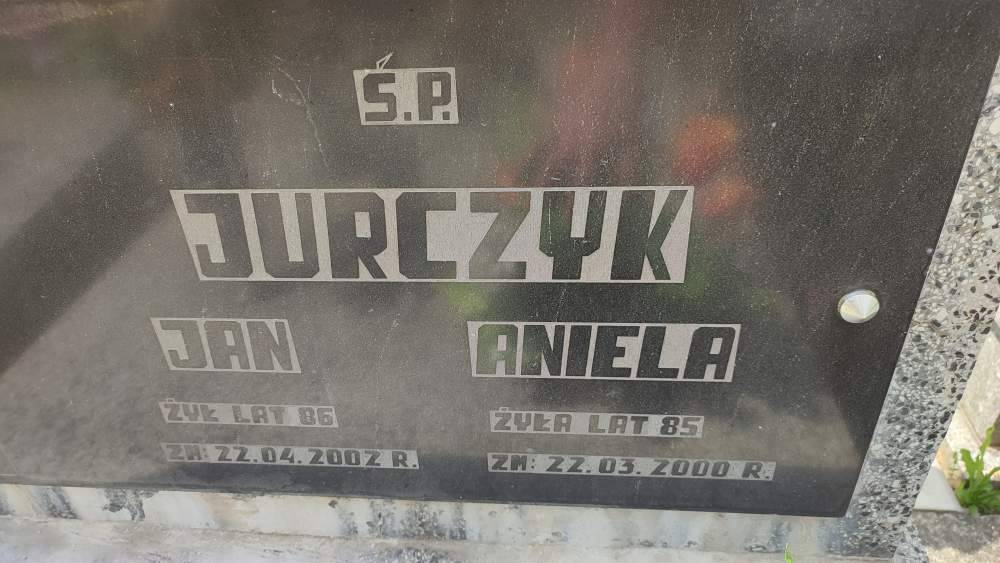 Ś.P.
JURCZYK
JAN ANIELA
ŻYŁ LAT 86 ŻYŁA LAT 85
ZM: 22.04.2002 R. ZM: 22.03.2000 R.